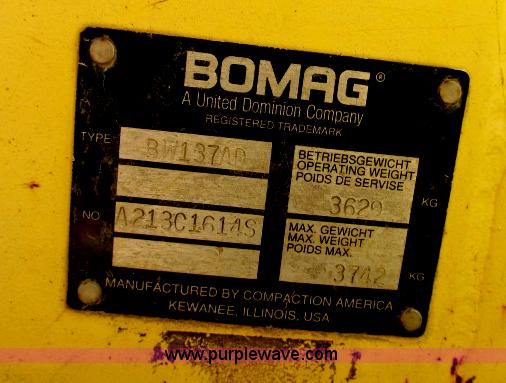 BOMAG®
A United Dominion Company
REGISTERED TRADEMARK
TYPE BW137AD
NO A213C1614S
BETRIEBSGEWICHT
OPERATING WEIGHT
POIDS DE SERVISE
3629 KG
MAX. GEWICHT
MAX. WEIGHT
POIDS MAX.
3742 KG
MANUFACTURED BY COMPACTION AMERICA
KEWANEE, ILLINOIS, USA
www.purplewave.com